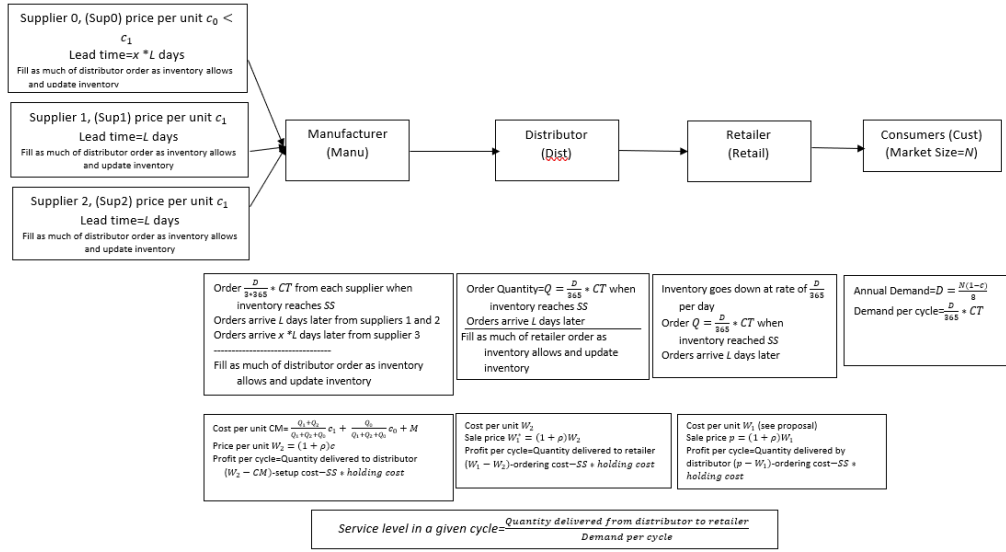 Supplier 0, (Sup0) price per unit c₀ <
c₁
Lead time=x *L days
Fill as much of distributor order as inventory allows
and update inventory
Supplier 1, (Sup1) price per unit c₁
Lead time=L days
Fill as much of distributor order as inventory allows
and update inventory
Supplier 2, (Sup2) price per unit c₁
Lead time=L days
Fill as much of distributor order as inventory allows
and update inventory
Manufacturer
(Manu)
Distributor
(Dist)
Retailer
(Retail)
Consumers (Cust)
(Market Size=N)
Order D/(3*365) * CT from each supplier when
inventory reaches SS
Orders arrive L days later from suppliers 1 and 2
Orders arrive x *L days later from supplier 3
---------------------------------
Fill as much of distributor order as inventory
allows and update inventory
Order Quantity=Q = D/365 * CT when
inventory reaches SS
Orders arrive L days later
Fill as much of retailer order as
inventory allows and update
inventory
Inventory goes down at rate of D/365
per day
Order Q = D/365 * CT when
inventory reached SS
Orders arrive L days later
Annual Demand=D = N(1-c)/8
Demand per cycle=D/365 * CT
Cost per unit CM= (Q₁+Q₂)/(Q₁+Q₂+Q₀) c₁ + Q₀/(Q₁+Q₂+Q₀) c₀ + M
Price per unit W₂ = (1 + ρ)c
Profit per cycle=Quantity delivered to distributor
(W₂ − CM)-setup cost−SS * holding cost
Cost per unit W₂
Sale price W₁* = (1 + ρ)W₂
Profit per cycle=Quantity delivered to retailer
(W₁ − W₂)-ordering cost−SS * holding cost
Cost per unit W₁ (see proposal)
Sale price p = (1 + ρ)W₁
Profit per cycle=Quantity delivered by
distributor (p − W₁)-ordering cost−SS *
holding cost
Service level in a given cycle= Quantity delivered from distributor to retailer / Demand per cycle